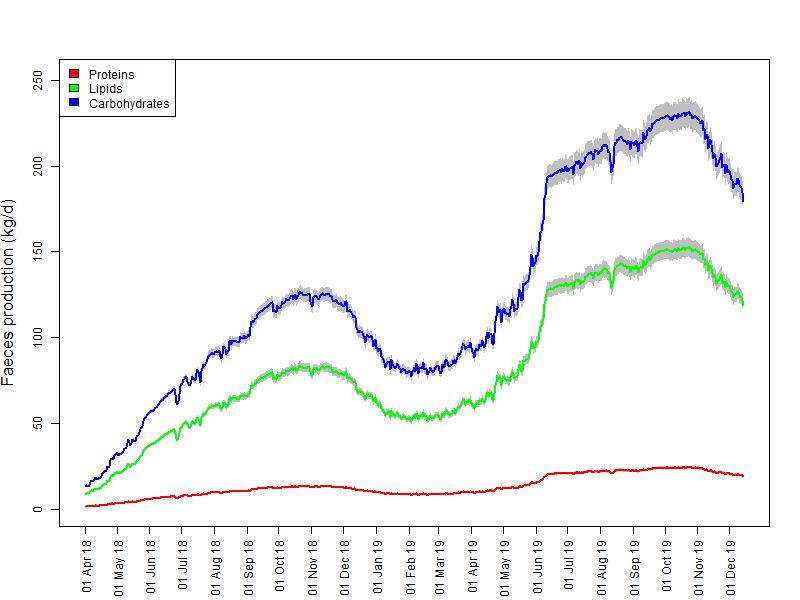 Proteins
Lipids
Carbohydrates
Faeces production (kg/d)
250
200
150
100
50
0
01 Apr 18
01 May 18
01 Jun 18
01 Jul 18
01 Aug 18
01 Sep 18
01 Oct 18
01 Nov 18
01 Dec 18
01 Jan 19
01 Feb 19
01 Mar 19
01 Apr 19
01 May 19
01 Jun 19
01 Jul 19
01 Aug 19
01 Sep 19
01 Oct 19
01 Nov 19
01 Dec 19